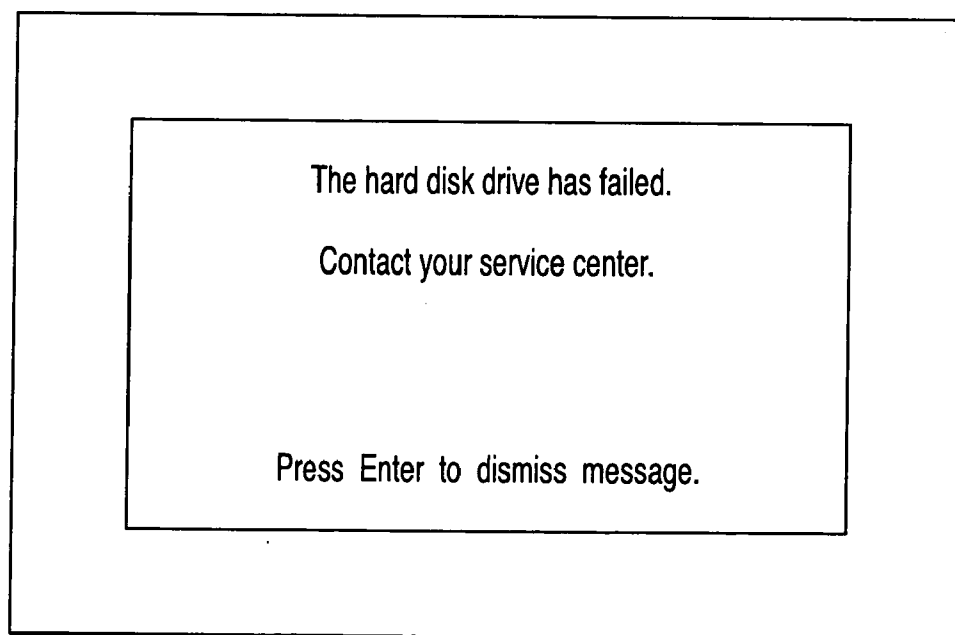 The hard disk drive has failed.
Contact your service center.
Press Enter to dismiss message.